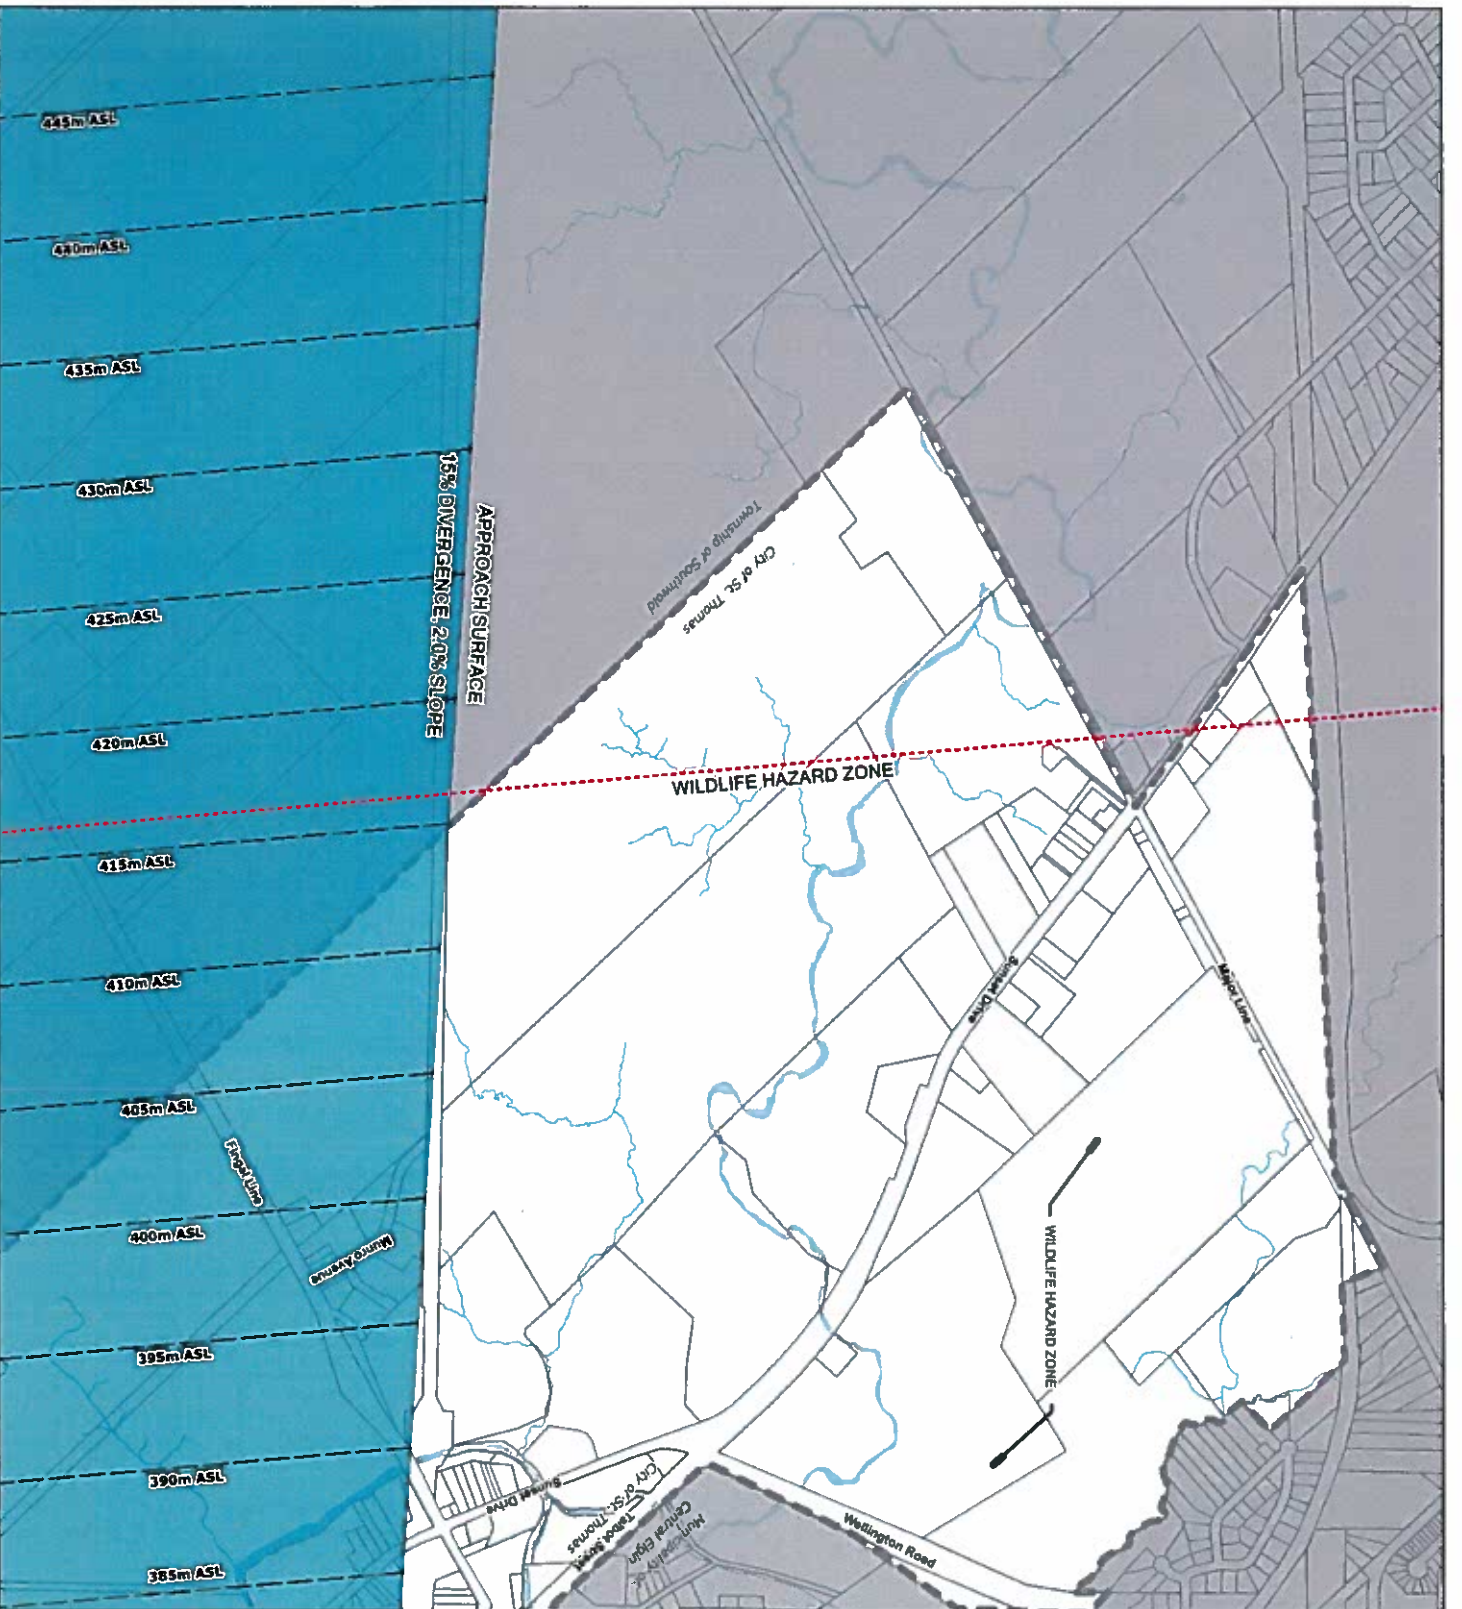 445m ASL
440m ASL
435m ASL
430m ASL
425m ASL
420m ASL
415m ASL
410m ASL
405m ASL
400m ASL
395m ASL
390m ASL
385m ASL
APPROACH SURFACE
15% DIVERGENCE, 2.0% SLOPE
Township of Southwold
City of St. Thomas
WILDLIFE HAZARD ZONE
Sunset Drive
Major Line
WILDLIFE HAZARD ZONE
Fingal Line
Munro Avenue
Sunset Drive
City of St. Thomas
Talbot Street
Municipality of
Central Elgin
Wellington Road